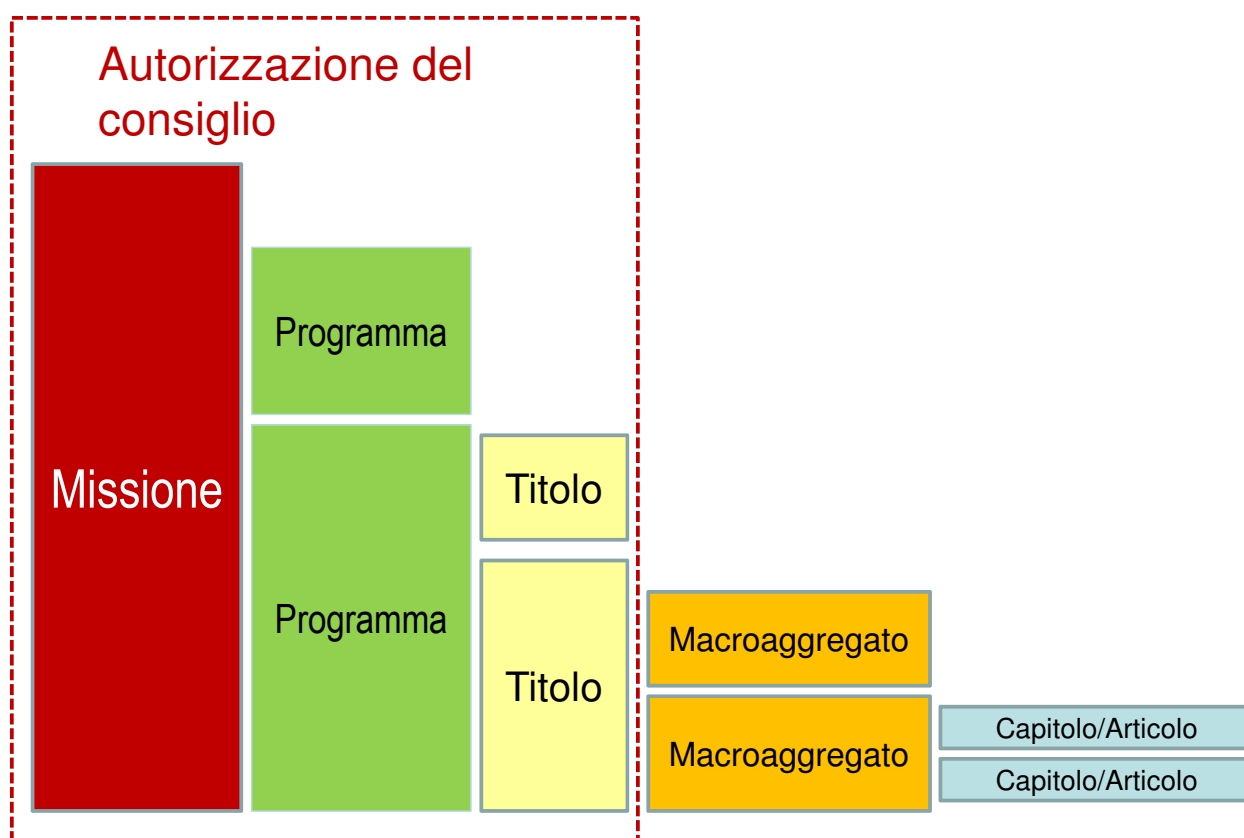 Autorizzazione del
consiglio
Missione
Programma
Programma
Titolo
Titolo
Macroaggregato
Macroaggregato
Capitolo/Articolo
Capitolo/Articolo